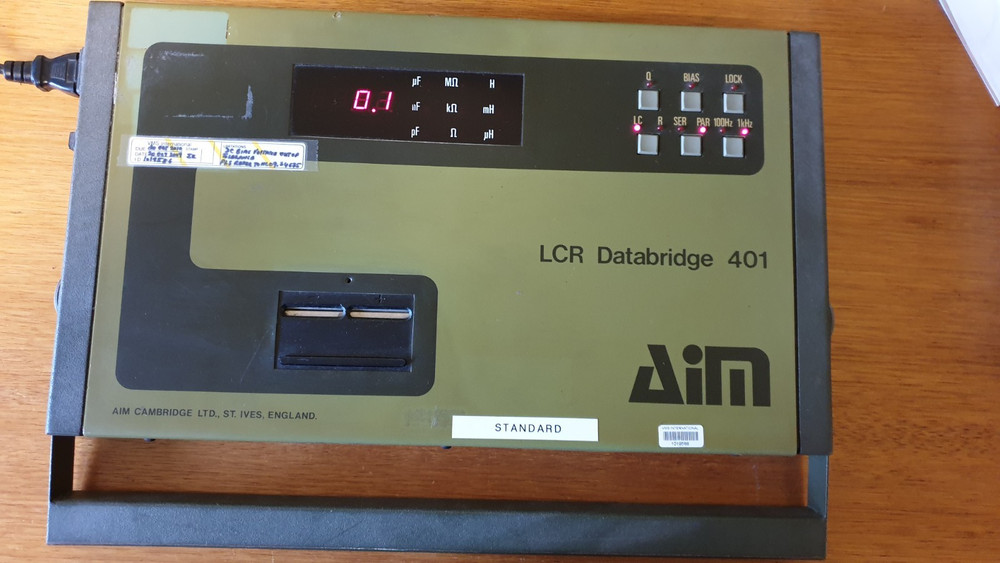 0.1
µF MΩ H
nF kΩ mH
pF Ω µH
Q BIAS LOCK
LC R SER PAR 100Hz 1kHz
LCR Databridge 401
AiM
AIM CAMBRIDGE LTD., ST. IVES, ENGLAND.
STANDARD